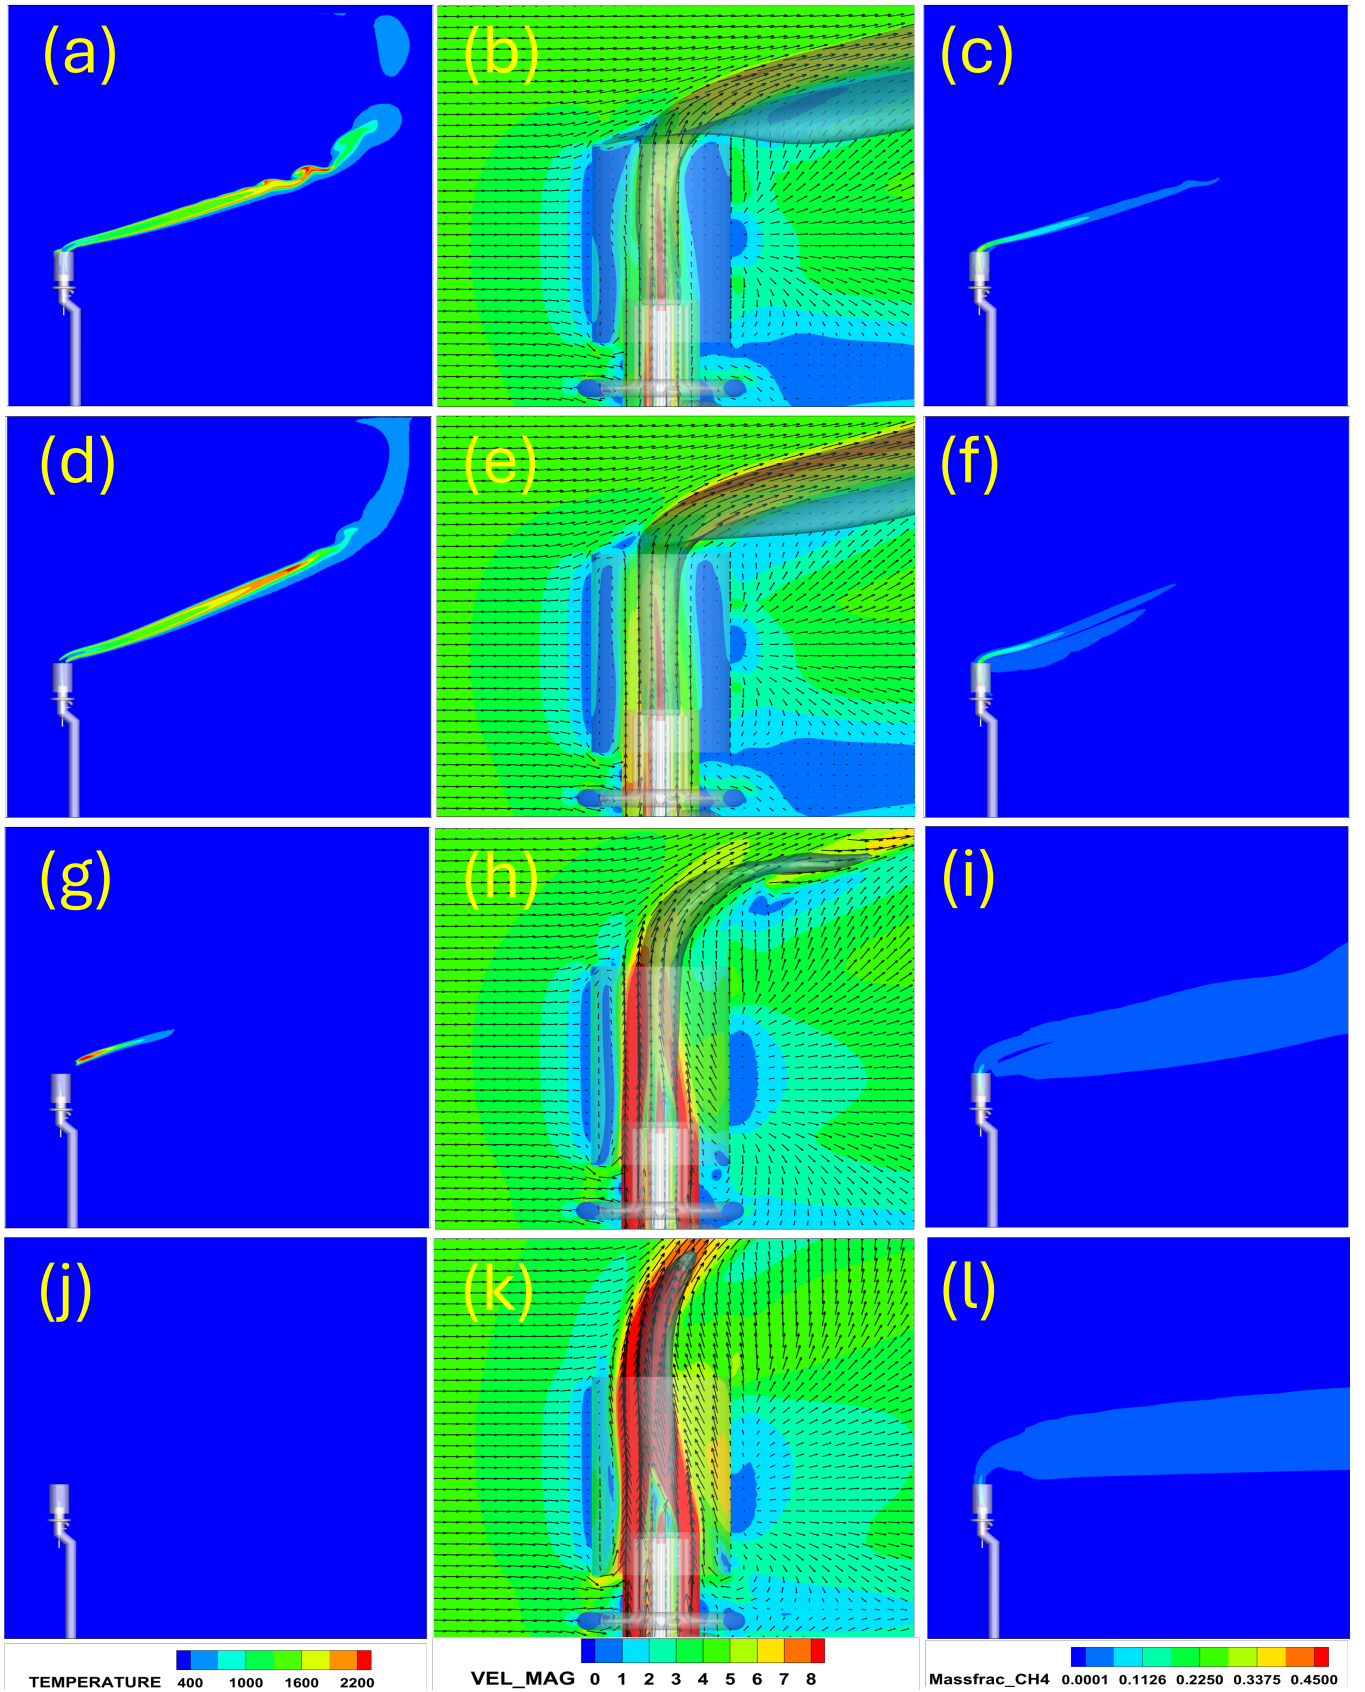 (a)
(b)
(c)
(d)
(e)
(f)
(g)
(h)
(i)
(j)
(k)
(l)
TEMPERATURE 400 1000 1600 2200
VEL_MAG 0 1 2 3 4 5 6 7 8
Massfrac_CH4 0.0001 0.1126 0.2250 0.3375 0.4500